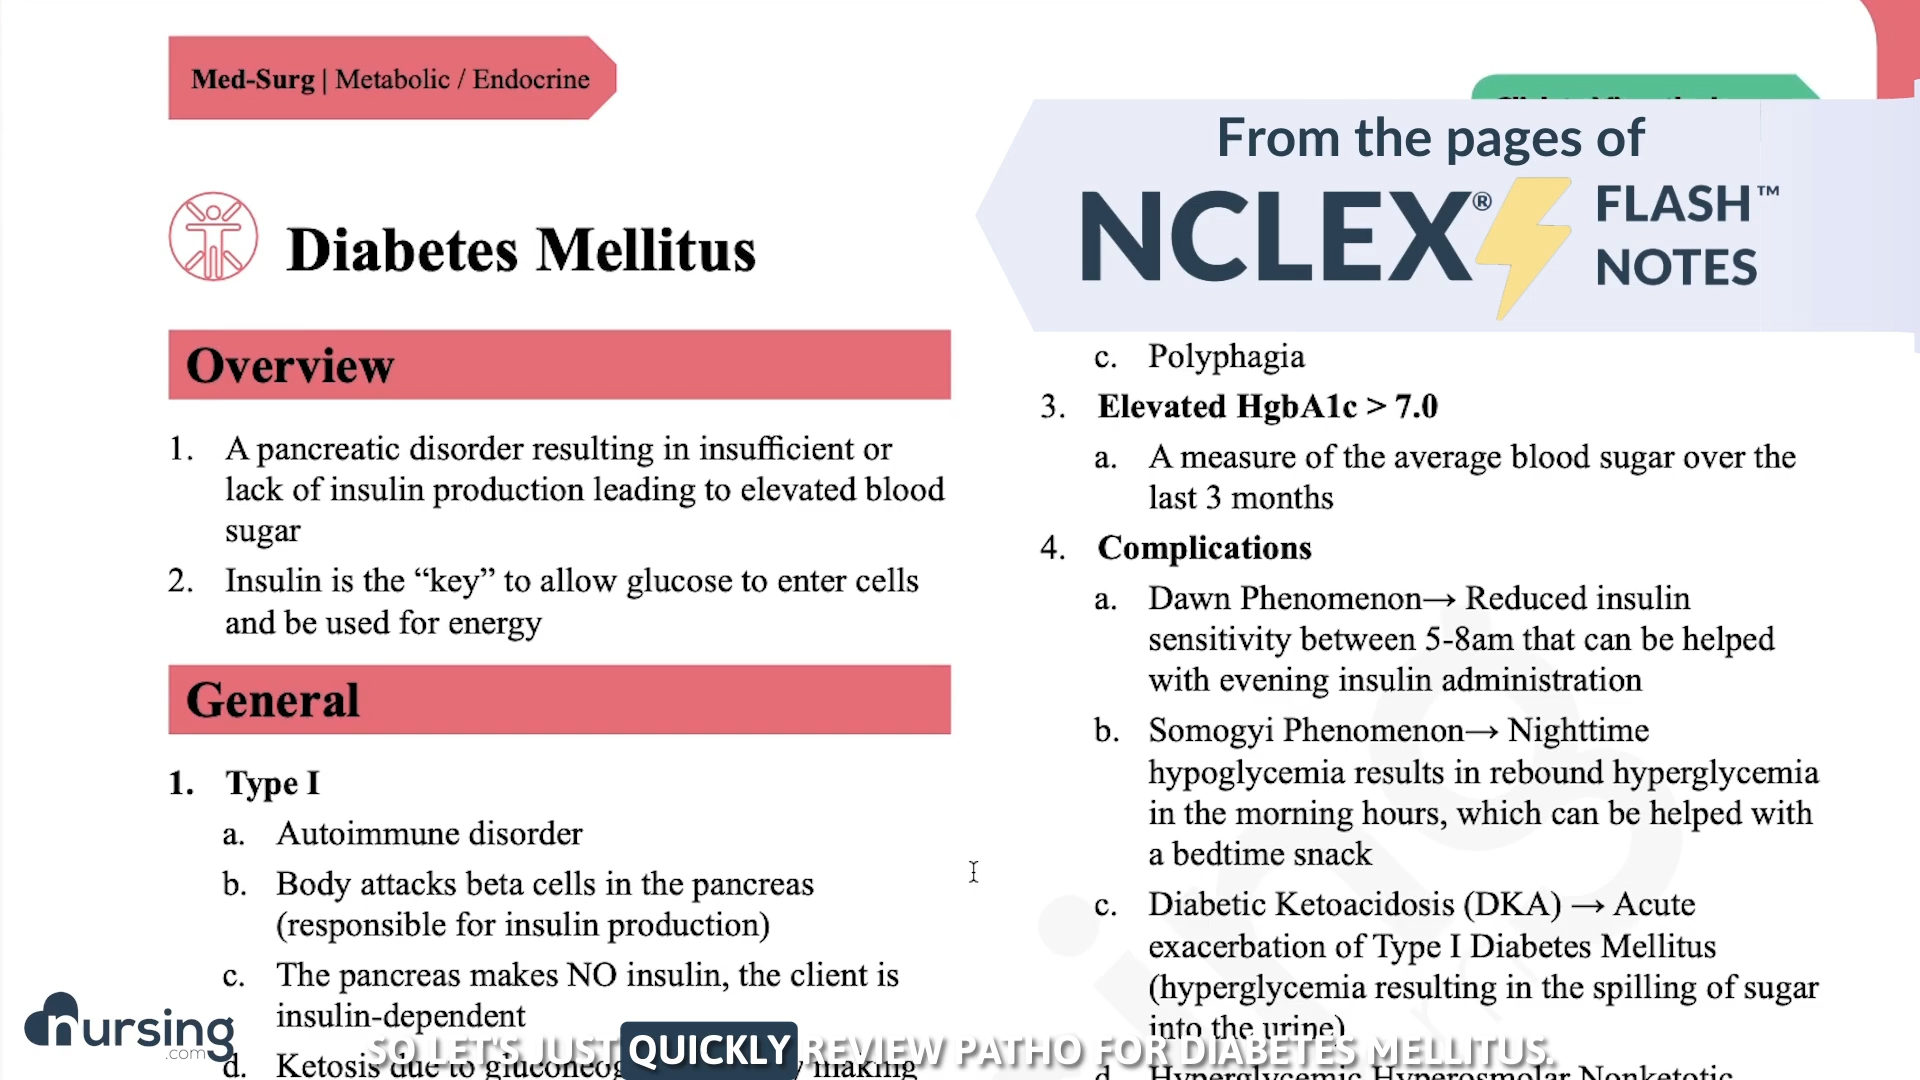 Med-Surg | Metabolic / Endocrine
Diabetes Mellitus
Overview
1. A pancreatic disorder resulting in insufficient or
lack of insulin production leading to elevated blood
sugar
2. Insulin is the “key” to allow glucose to enter cells
and be used for energy
General
1. Type I
a. Autoimmune disorder
b. Body attacks beta cells in the pancreas
(responsible for insulin production)
c. The pancreas makes NO insulin, the client is
insulin-dependent
d. Ketosis due to making
From the pages of
NCLEX®
FLASH™
NOTES
c. Polyphagia
3. Elevated HgbA1c > 7.0
a. A measure of the average blood sugar over the
last 3 months
4. Complications
a. Dawn Phenomenon→ Reduced insulin
sensitivity between 5-8am that can be helped
with evening insulin administration
b. Somogyi Phenomenon→ Nighttime
hypoglycemia results in rebound hyperglycemia
in the morning hours, which can be helped with
a bedtime snack
c. Diabetic Ketoacidosis (DKA) → Acute
exacerbation of Type I Diabetes Mellitus
(hyperglycemia resulting in the spilling of sugar
into the urine)
d. Hyperglycemic Hyperosmolar Nonketotic
nursing
.com
SO LET'S JUST QUICKLY REVIEW PATHO FOR DIABETES MELLITUS.